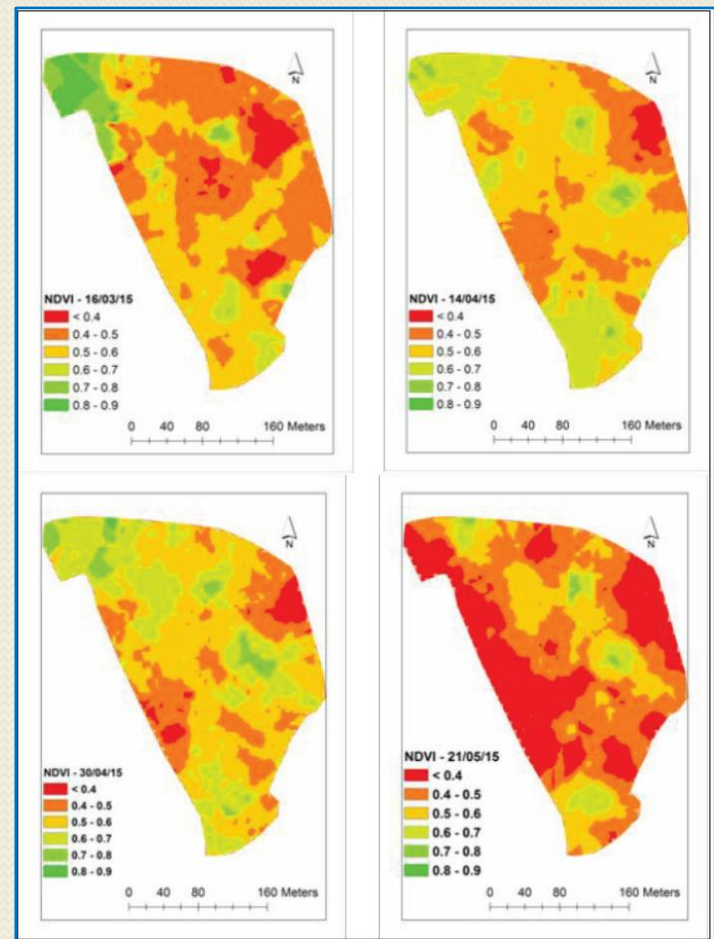 N
NDVI - 16/03/15
< 0.4
0.4 - 0.5
0.5 - 0.6
0.6 - 0.7
0.7 - 0.8
0.8 - 0.9
0 40 80 160 Meters
N
NDVI - 14/04/15
< 0.4
0.4 - 0.5
0.5 - 0.6
0.6 - 0.7
0.7 - 0.8
0.8 - 0.9
0 40 80 160 Meters
N
NDVI - 30/04/15
< 0.4
0.4 - 0.5
0.5 - 0.6
0.6 - 0.7
0.7 - 0.8
0.8 - 0.9
0 40 80 160 Meters
N
NDVI - 21/05/15
< 0.4
0.4 - 0.5
0.5 - 0.6
0.6 - 0.7
0.7 - 0.8
0.8 - 0.9
0 40 80 160 Meters